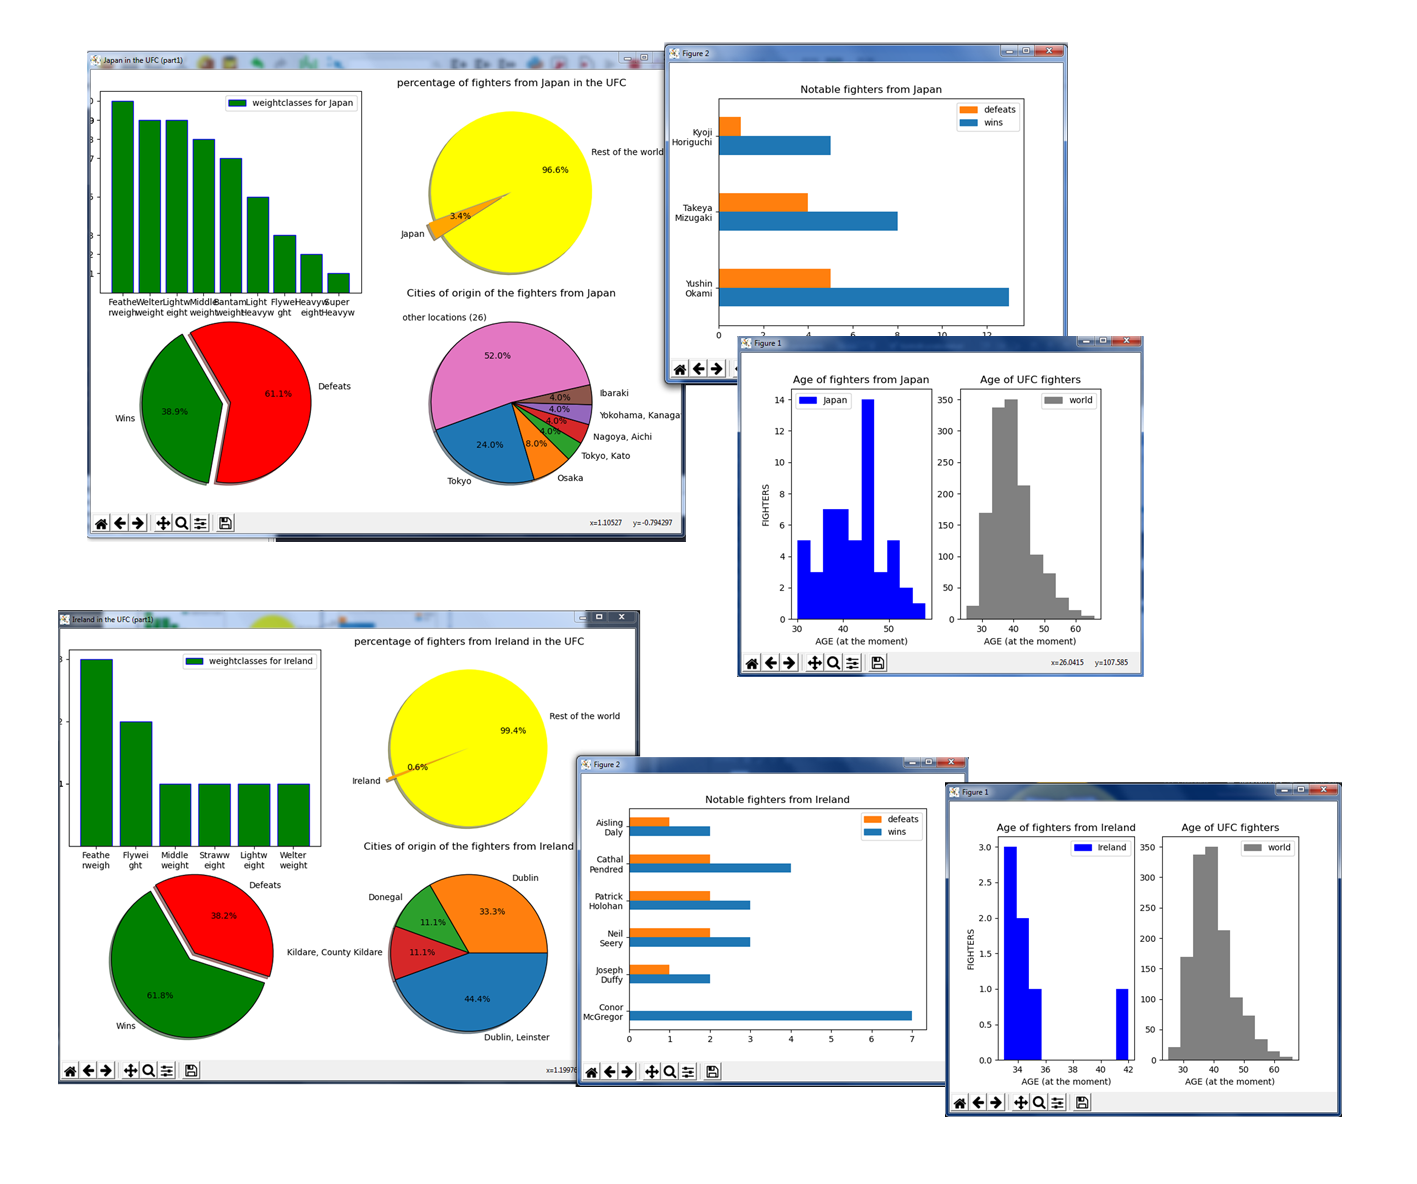 Japan in the UFC (part1)
percentage of fighters from Japan in the UFC
weightclasses for Japan
9
8
7
5
3
2
1
Feathe
rweigh
Welter
weight
Lightw
eight
Middle
weight
Bantam
weight
Light
Heavyw
Flywei
ght
Heavyw
eight
Super
Heavyw
Rest of the world
96.6%
3.4%
Japan
Wins
38.9%
61.1%
Defeats
Cities of origin of the fighters from Japan
other locations (26)
52.0%
4.0%
Ibaraki
4.0%
Yokohama, Kanaga
4.0%
Nagoya, Aichi
4.0%
Tokyo, Kato
8.0%
Osaka
24.0%
Tokyo
x=1.10527 y=-0.794297
Figure 2
Notable fighters from Japan
defeats
wins
Kyoji
Horiguchi
Takeya
Mizugaki
Yushin
Okami
0 2 4 6 8 10 12
Figure 1
Age of fighters from Japan
Japan
14
12
10
8
6
4
2
0
FIGHTERS
30 40 50
AGE (at the moment)
Age of UFC fighters
world
350
300
250
200
150
100
50
0
30 40 50 60
AGE (at the moment)
x=26.0415 y=107.585
Ireland in the UFC (part1)
percentage of fighters from Ireland in the UFC
weightclasses for Ireland
3
2
1
Feathe
rweigh
Flywei
ght
Middle
weight
Straww
eight
Lightw
eight
Welter
weight
Rest of the world
99.4%
0.6%
Ireland
Defeats
38.2%
61.8%
Wins
Cities of origin of the fighters from Ireland
Dublin
33.3%
Donegal
11.1%
Kildare, County Kildare
11.1%
44.4%
Dublin, Leinster
x=1.19976
Figure 2
Notable fighters from Ireland
defeats
wins
Aisling
Daly
Cathal
Pendred
Patrick
Holohan
Neil
Seery
Joseph
Duffy
Conor
McGregor
0 1 2 3 4 5 6 7
Figure 1
Age of fighters from Ireland
Ireland
3.0
2.5
2.0
1.5
1.0
0.5
0.0
FIGHTERS
34 36 38 40 42
AGE (at the moment)
Age of UFC fighters
world
350
300
250
200
150
100
50
0
30 40 50 60
AGE (at the moment)